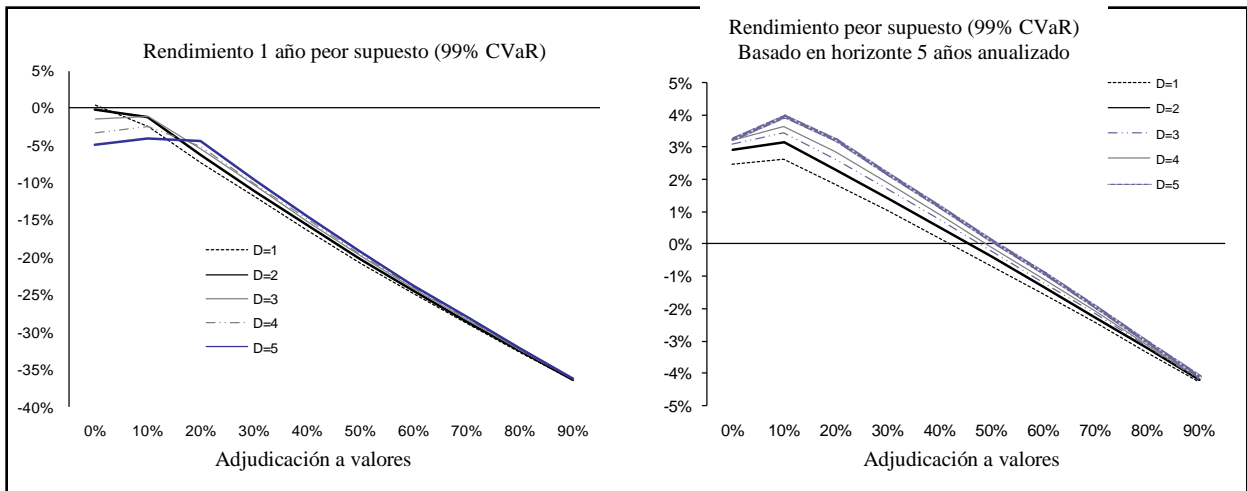 Rendimiento 1 año peor supuesto (99% CVaR)
5%
0%
-5%
-10%
-15%
-20%
-25%
-30%
-35%
-40%
D=1
D=2
D=3
D=4
D=5
0% 10% 20% 30% 40% 50% 60% 70% 80% 90%
Adjudicación a valores
Rendimiento peor supuesto (99% CVaR)
Basado en horizonte 5 años anualizado
5%
4%
3%
2%
1%
0%
-1%
-2%
-3%
-4%
-5%
D=1
D=2
D=3
D=4
D=5
0% 10% 20% 30% 40% 50% 60% 70% 80% 90%
Adjudicación a valores